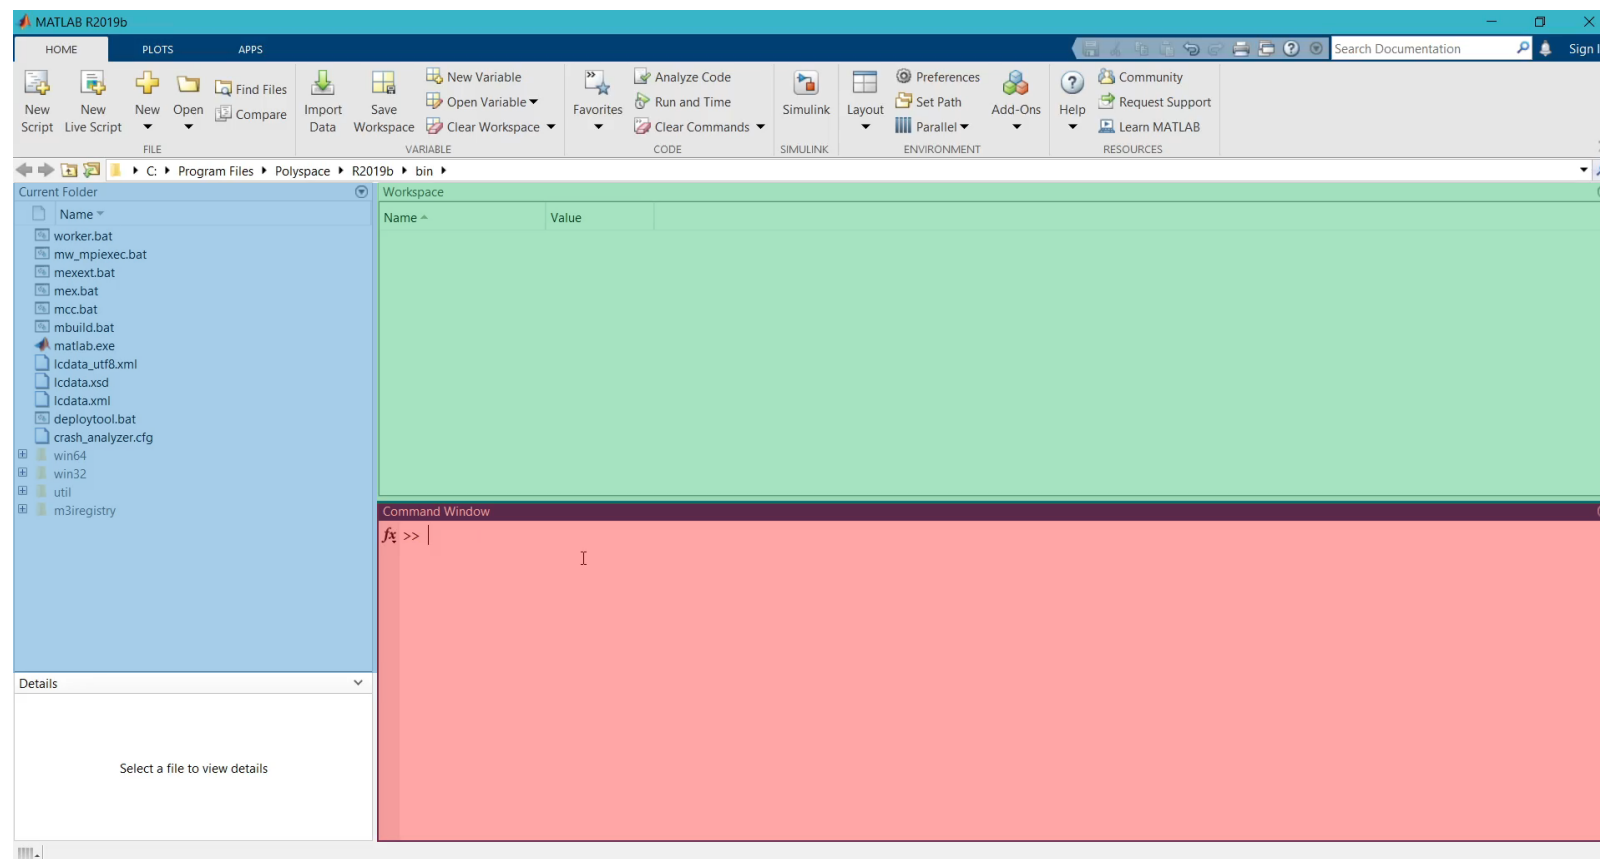 MATLAB R2019b
HOME PLOTS APPS
Search Documentation
Sign I
New Script
New Live Script
New
Open
Find Files
Compare
FILE
Import Data
Save Workspace
New Variable
Open Variable
Clear Workspace
VARIABLE
Favorites
Analyze Code
Run and Time
Clear Commands
CODE
Simulink
SIMULINK
Layout
Preferences
Set Path
Parallel
Add-Ons
ENVIRONMENT
Help
Community
Request Support
Learn MATLAB
RESOURCES
C: Program Files Polyspace R2019b bin
Current Folder
Name
worker.bat
mw_mpiexec.bat
mexext.bat
mex.bat
mcc.bat
mbuild.bat
matlab.exe
lcdata_utf8.xml
lcdata.xsd
lcdata.xml
deploytool.bat
crash_analyzer.cfg
win64
win32
util
m3iregistry
Details
Select a file to view details
Workspace
Name Value
Command Window
fx >>